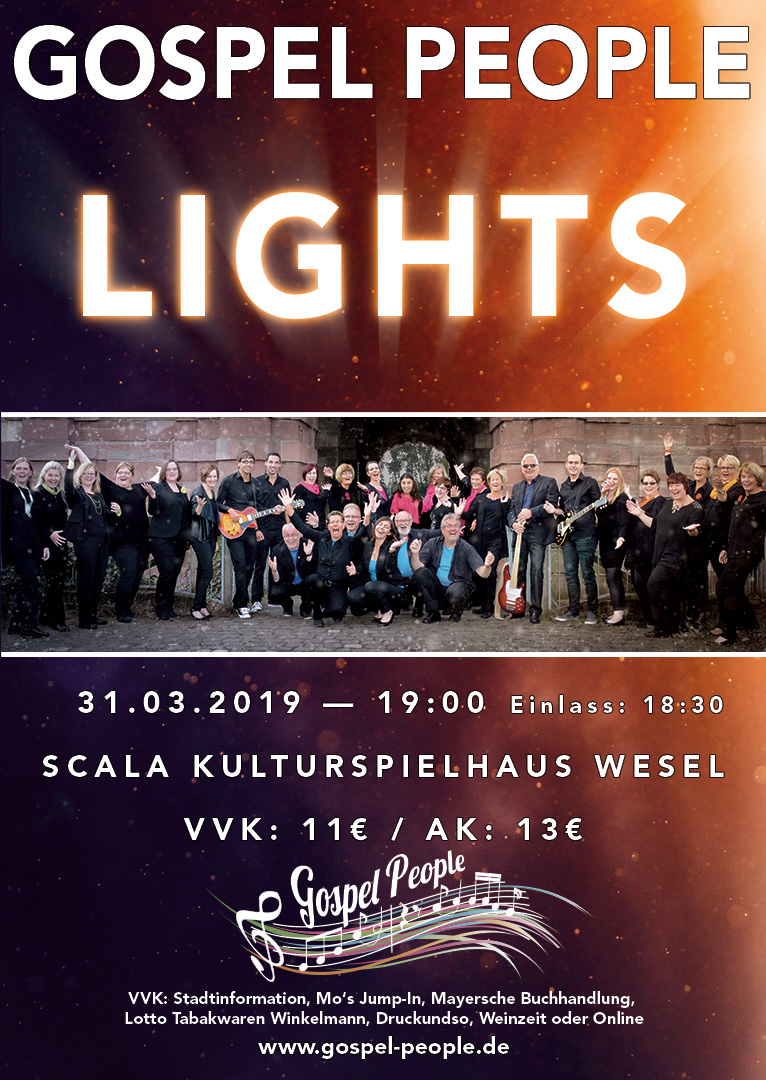 GOSPEL PEOPLE
LIGHTS
31.03.2019 — 19:00 Einlass: 18:30
SCALA KULTURSPIELHAUS WESEL
VVK: 11€ / AK: 13€
Gospel People
VVK: Stadtinformation, Mo‘s Jump-In, Mayersche Buchhandlung,
Lotto Tabakwaren Winkelmann, Druckundso, Weinzeit oder Online
www.gospel-people.de